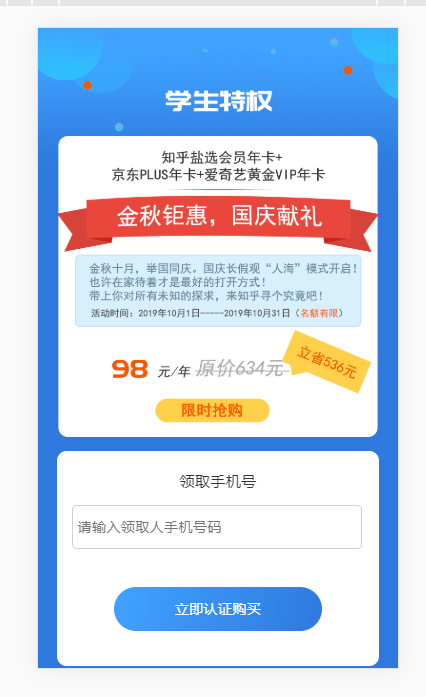 学生特权
知乎盐选会员年卡+
京东PLUS年卡+爱奇艺黄金VIP年卡
金秋钜惠，国庆献礼
金秋十月，举国同庆。国庆长假观“人海”模式开启！
也许在家待着才是最好的打开方式！
带上你对所有未知的探求，来知乎寻个究竟吧！
活动时间：2019年10月1日-----2019年10月31日（名额有限）
98 元/年 原价634元
立省536元
限时抢购
领取手机号
请输入领取人手机号码
立即认证购买